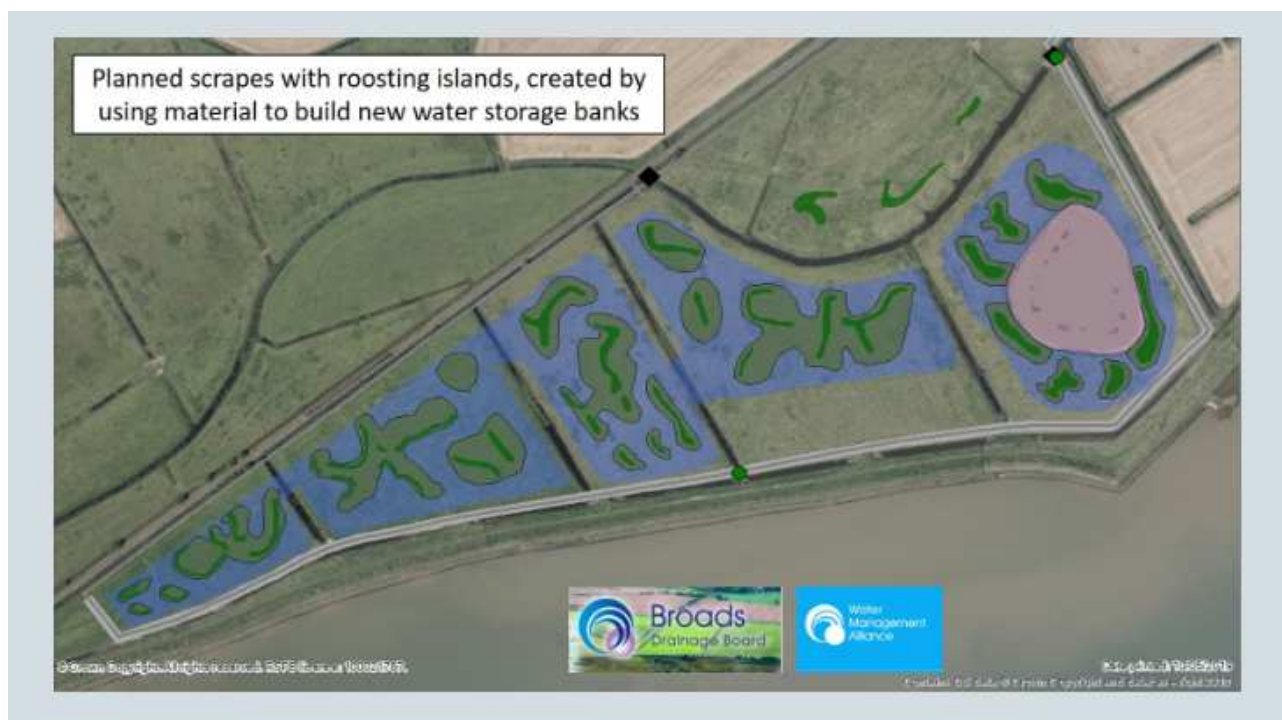 Planned scrapes with roosting islands, created by
using material to build new water storage banks
Broads
Drainage Board
Water
Management
Alliance